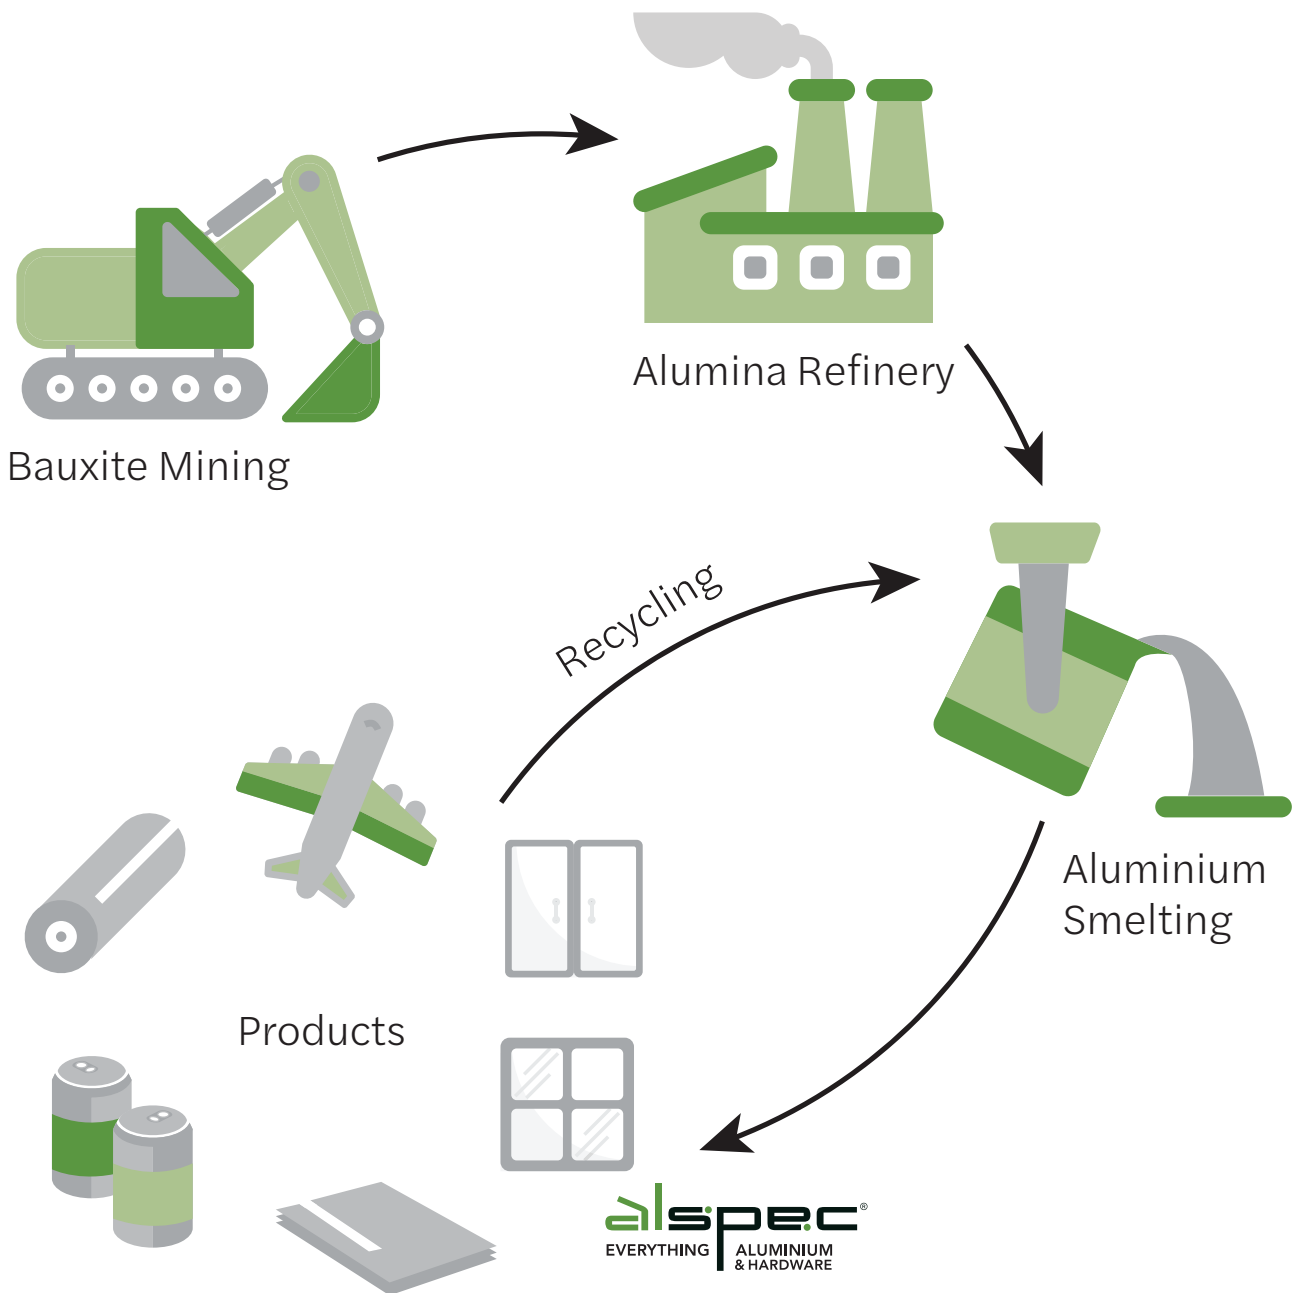 Alumina Refinery
Bauxite Mining
Recycling
Aluminium
Smelting
Products
alspec®
EVERYTHING
ALUMINIUM
& HARDWARE